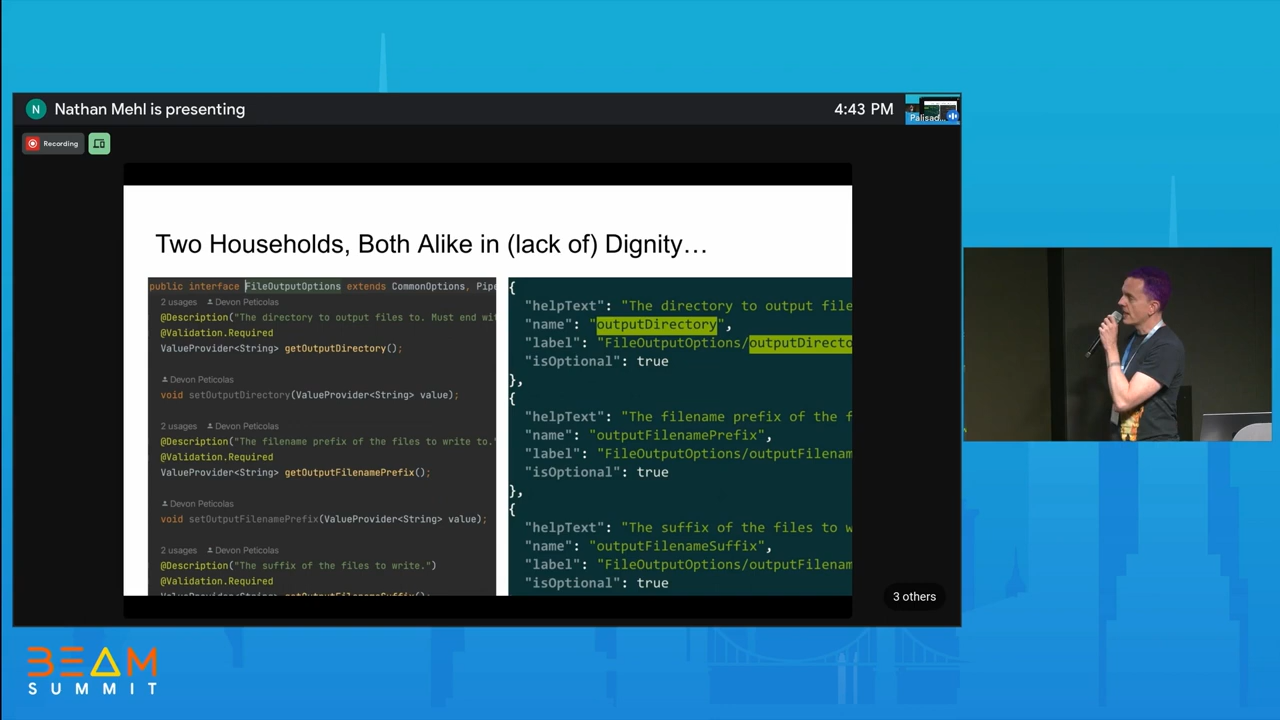 N Nathan Mehl is presenting
4:43 PM
Palisad...
Recording
Two Households, Both Alike in (lack of) Dignity…
public interface FileOutputOptions extends CommonOptions, Pipe
2 usages Devon Peticolas
@Description("The directory to output files to. Must end wit
@Validation.Required
ValueProvider<String> getOutputDirectory();
Devon Peticolas
void setOutputDirectory(ValueProvider<String> value);
2 usages Devon Peticolas
@Description("The filename prefix of the files to write to."
@Validation.Required
ValueProvider<String> getOutputFilenamePrefix();
Devon Peticolas
void setOutputFilenamePrefix(ValueProvider<String> value);
2 usages Devon Peticolas
@Description("The suffix of the files to write.")
@Validation.Required
ValueProvider<String> getOutputFilenameSuffix();
{
"helpText": "The directory to output file
"name": "outputDirectory",
"label": "FileOutputOptions/outputDirecto
"isOptional": true
},
{
"helpText": "The filename prefix of the f
"name": "outputFilenamePrefix",
"label": "FileOutputOptions/outputFilenam
"isOptional": true
},
{
"helpText": "The suffix of the files to w
"name": "outputFilenameSuffix",
"label": "FileOutputOptions/outputFilenam
"isOptional": true
3 others
BEAM
SUMMIT